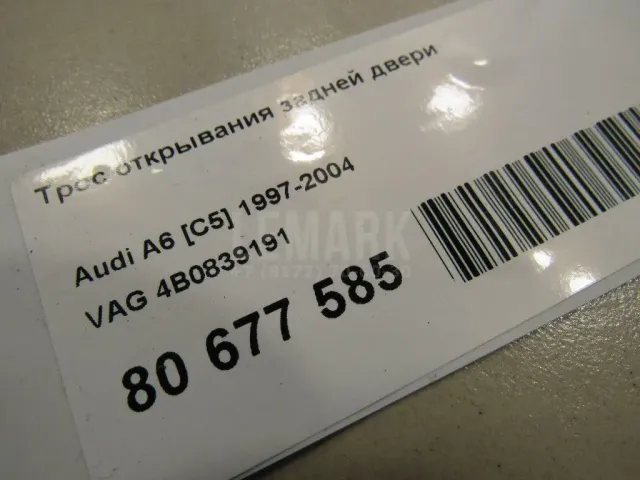 Трос открывания задней двери
Audi A6 [C5] 1997-2004
VAG 4B0839191
80 677 585